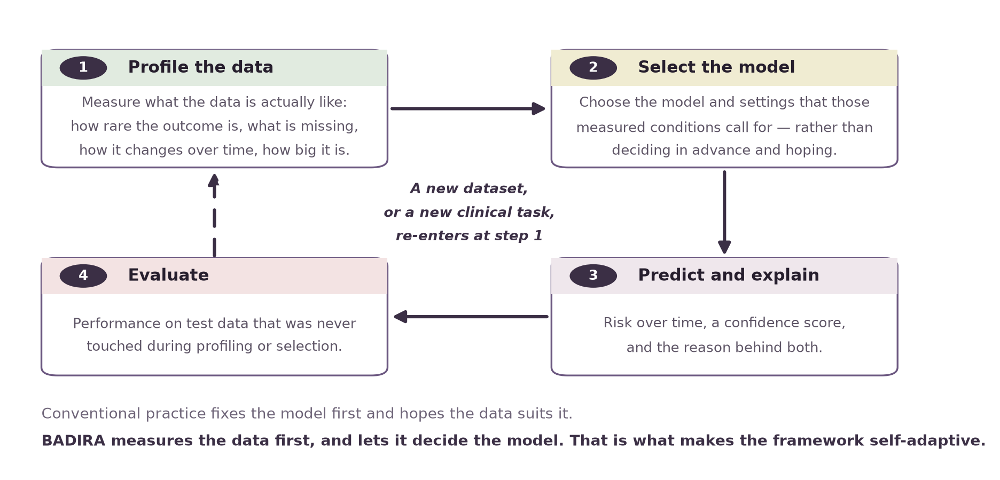 1 Profile the data
Measure what the data is actually like:
how rare the outcome is, what is missing,
how it changes over time, how big it is.
2 Select the model
Choose the model and settings that those
measured conditions call for — rather than
deciding in advance and hoping.
A new dataset,
or a new clinical task,
re-enters at step 1
3 Predict and explain
Risk over time, a confidence score,
and the reason behind both.
4 Evaluate
Performance on test data that was never
touched during profiling or selection.
Conventional practice fixes the model first and hopes the data suits it.
BADIRA measures the data first, and lets it decide the model. That is what makes the framework self-adaptive.